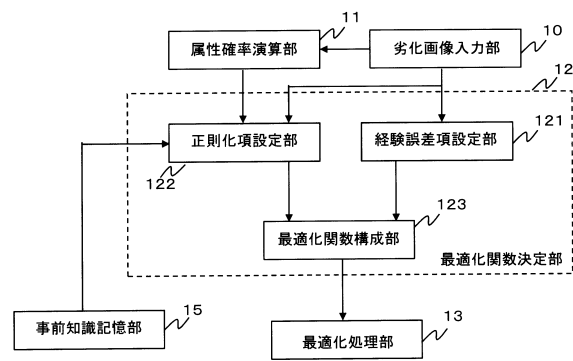 11
10
属性確率演算部
劣化画像入力部
12
正則化項設定部
経験誤差項設定部
121
122
123
最適化関数構成部
最適化関数決定部
事前知識記憶部
15
最適化処理部
13